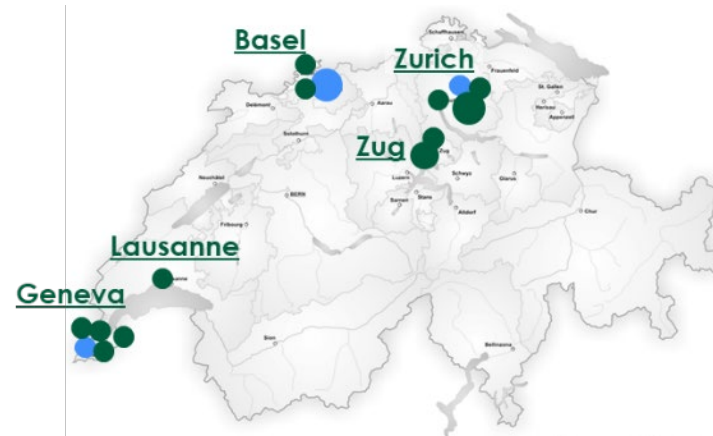 Basel
Zurich
Schaffhausen
Frauenfeld
St. Gallen
Herisau
Appenzell
Delémont
Aarau
Solothurn
Zug
Zug
Luzern
Schwyz
Glarus
Neuchâtel
BERN
Sarnen
Stans
Altdorf
Chur
Fribourg
Lausanne
Geneva
Sion
Bellinzona